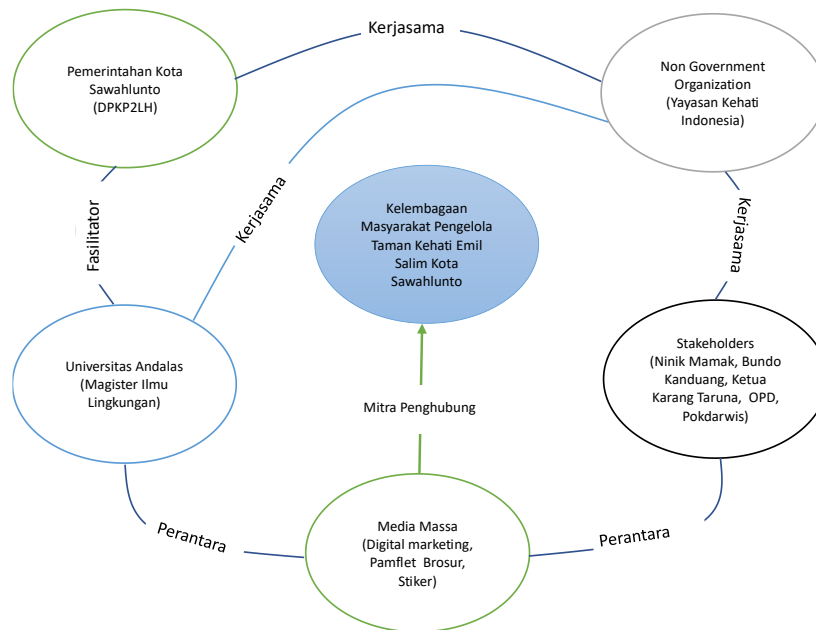 Kerjasama
Pemerintahan Kota
Sawahlunto
(DPKP2LH)
Non Government
Organization
(Yayasan Kehati
Indonesia)
Fasilitator
Kerjasama
Kelembagaan
Masyarakat Pengelola
Taman Kehati Emil
Salim Kota
Sawahlunto
Kerjasama
Universitas Andalas
(Magister Ilmu
Lingkungan)
Stakeholders
(Ninik Mamak, Bundo
Kanduang, Ketua
Karang Taruna, OPD,
Pokdarwis)
Mitra Penghubung
Perantara
Media Massa
(Digital marketing,
Pamflet Brosur,
Stiker)
Perantara